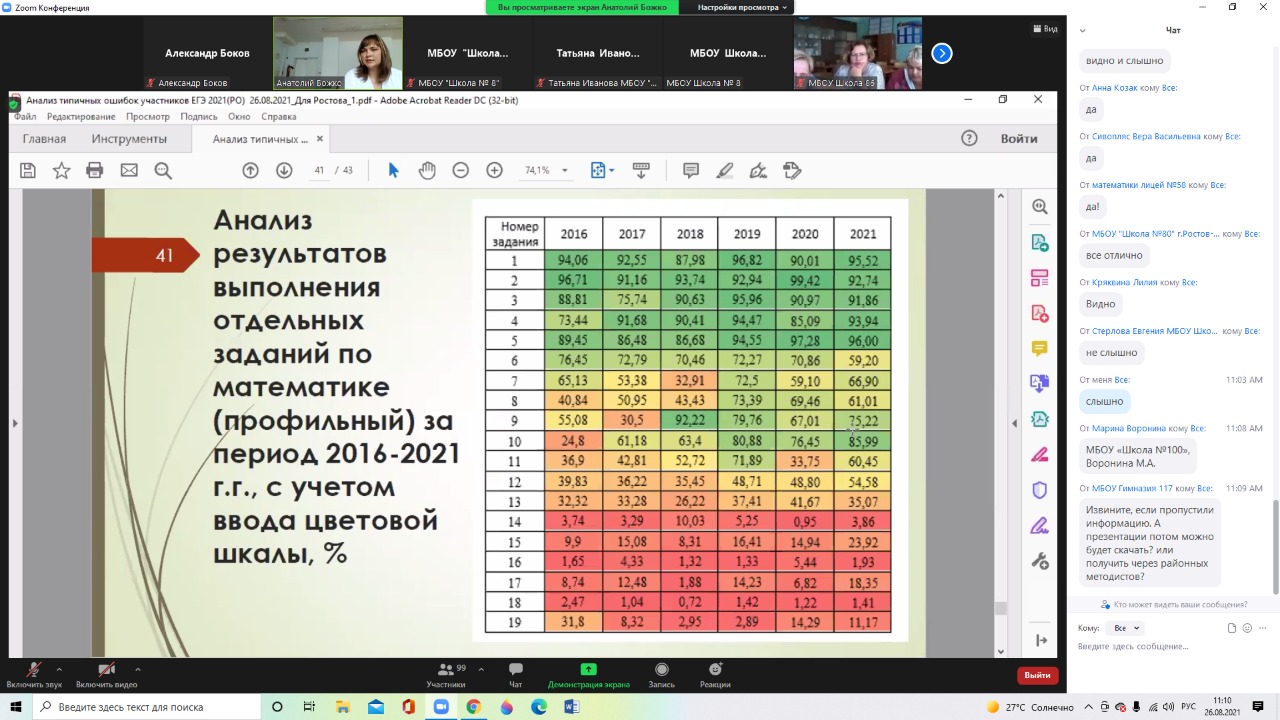 Zoom Конференция
Вы просматриваете экран Анатолий Божко
Настройки просмотра
Чат
Вид
Александр Боков
МБОУ "Школа...
Татьяна Ивано...
МБОУ Школа...
Александр Боков
Анатолий Божко
МБОУ "Школа № 8"
Татьяна Иванова МБОУ "...
МБОУ Школа № 8
МБОУ Школа 65
Анализ типичных ошибок участников ЕГЭ 2021(РО) 26.08.2021_Для Ростова_1.pdf - Adobe Acrobat Reader DC (32-bit)
Файл Редактирование Просмотр Подпись Окно Справка
Главная Инструменты Анализ типичных ... × Войти
41 / 43 74,1%
41
Анализ
результатов
выполнения
отдельных
заданий по
математике
(профильный) за
период 2016-2021
г.г., с учетом
ввода цветовой
шкалы, %
Номер задания 2016 2017 2018 2019 2020 2021
1 94,06 92,55 87,98 96,82 90,01 95,52
2 96,71 91,16 93,74 92,94 99,42 92,74
3 88,81 75,74 90,63 95,96 90,97 91,86
4 73,44 91,68 90,41 94,47 85,09 93,94
5 89,45 86,48 86,68 94,55 97,28 96,00
6 76,45 72,79 70,46 72,27 70,86 59,20
7 65,13 53,38 32,91 72,5 59,10 66,90
8 40,84 50,95 43,43 73,39 69,46 61,01
9 55,08 30,5 92,22 79,76 67,01 75,22
10 24,8 61,18 63,4 80,88 76,45 85,99
11 36,9 42,81 52,72 71,89 33,75 60,45
12 39,83 36,22 35,45 48,71 48,80 54,58
13 32,32 33,28 26,22 37,41 41,67 35,07
14 3,74 3,29 10,03 5,25 0,95 3,86
15 9,9 15,08 8,31 16,41 14,94 23,92
16 1,65 4,33 1,32 1,33 5,44 1,93
17 8,74 12,48 1,88 14,23 6,82 18,35
18 2,47 1,04 0,72 1,42 1,22 1,41
19 31,8 8,32 2,95 2,89 14,29 11,17
видно и слышно
От Анна Козак кому Все:
да
От Сивопляс Вера Васильевна кому Все:
да
От математики лицей №58 кому Все:
да!
От МБОУ "Школа №80" г.Ростов-... кому Все:
все отлично
От Кряквина Лилия кому Все:
Видно
От Стерлова Евгения МБОУ Шко... кому Все:
не слышно
От меня Все: 11:03 AM
слышно
От Марина Воронина кому Все: 11:08 AM
МБОУ «Школа №100»,
Воронина М.А.
От МБОУ Гимназия 117 кому Все: 11:09 AM
Извините, если пропустили
информацию. А
презентации потом можно
будет скачать? или
получить через районных
методистов?
Кто может видеть ваши сообщения?
Кому: Все
Введите здесь сообщение...
Включить звук
Включить видео
99
Участники
Чат
Демонстрация экрана
Запись
Реакции
Выйти
Введите здесь текст для поиска
27°C Солнечно
РУС
11:10
26.08.2021